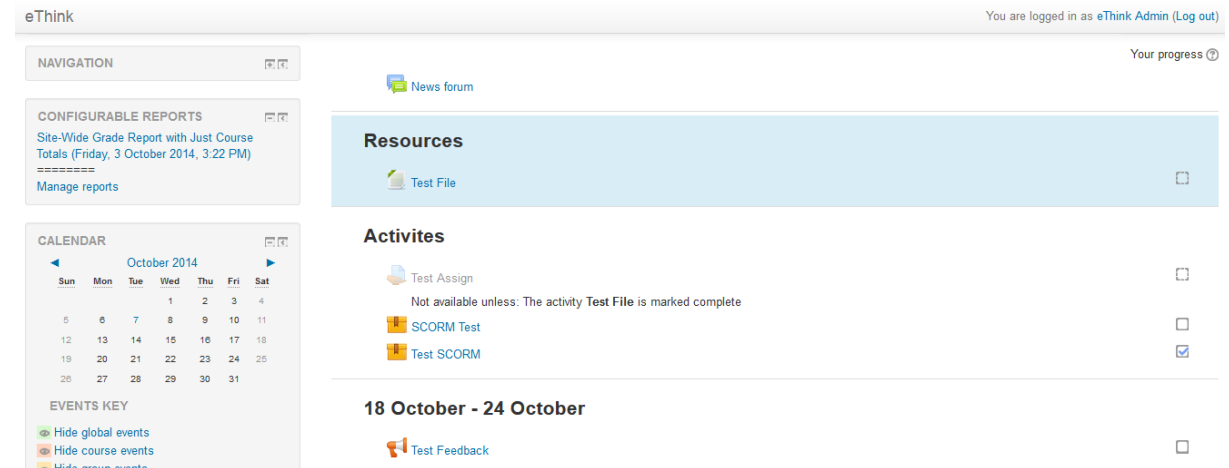 eThink
You are logged in as eThink Admin (Log out)
NAVIGATION
CONFIGURABLE REPORTS
Site-Wide Grade Report with Just Course
Totals (Friday, 3 October 2014, 3:22 PM)
========
Manage reports
CALENDAR
◄ October 2014 ►
Sun Mon Tue Wed Thu Fri Sat
1 2 3 4
5 6 7 8 9 10 11
12 13 14 15 16 17 18
19 20 21 22 23 24 25
26 27 28 29 30 31
EVENTS KEY
Hide global events
Hide course events
Hide group events
Your progress
News forum
Resources
Test File
Activites
Test Assign
Not available unless: The activity Test File is marked complete
SCORM Test
Test SCORM
18 October - 24 October
Test Feedback